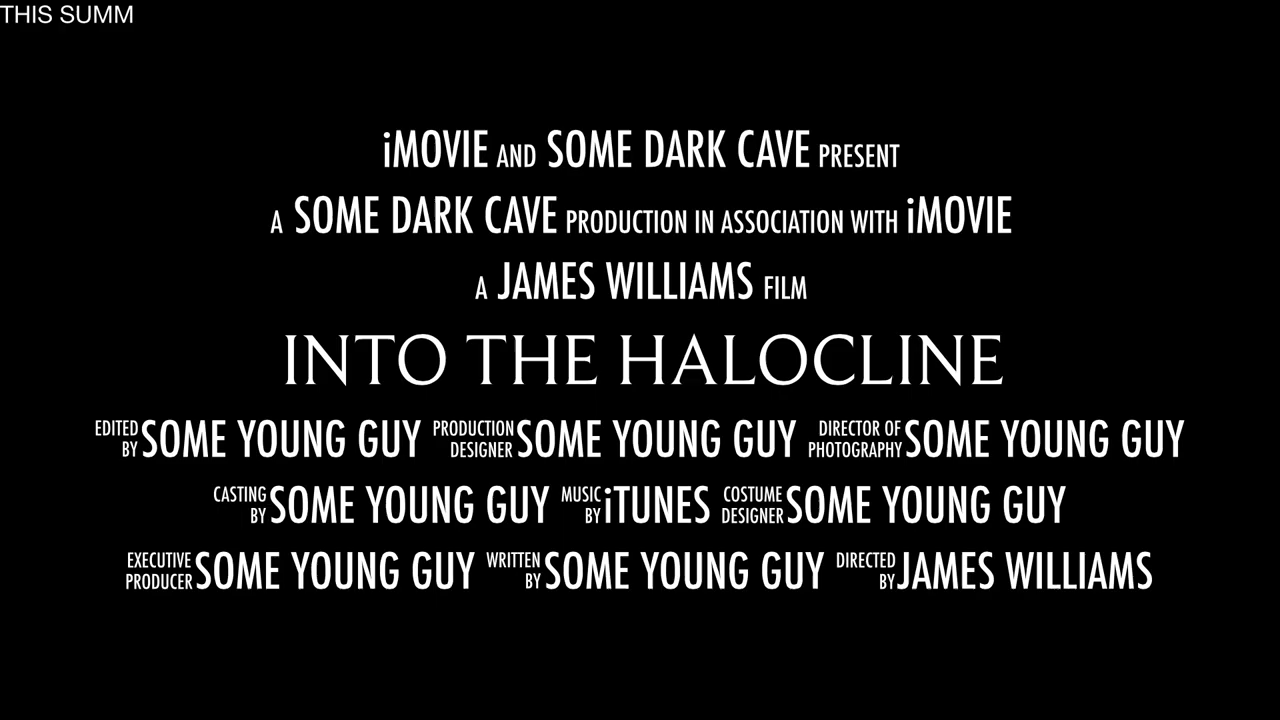 THIS SUMM
iMOVIE AND SOME DARK CAVE PRESENT
A SOME DARK CAVE PRODUCTION IN ASSOCIATION WITH iMOVIE
A JAMES WILLIAMS FILM
INTO THE HALOCLINE
EDITED BY SOME YOUNG GUY PRODUCTION DESIGNER SOME YOUNG GUY DIRECTOR OF PHOTOGRAPHY SOME YOUNG GUY
CASTING BY SOME YOUNG GUY MUSIC BY iTUNES COSTUME DESIGNER SOME YOUNG GUY
EXECUTIVE PRODUCER SOME YOUNG GUY WRITTEN BY SOME YOUNG GUY DIRECTED BY JAMES WILLIAMS